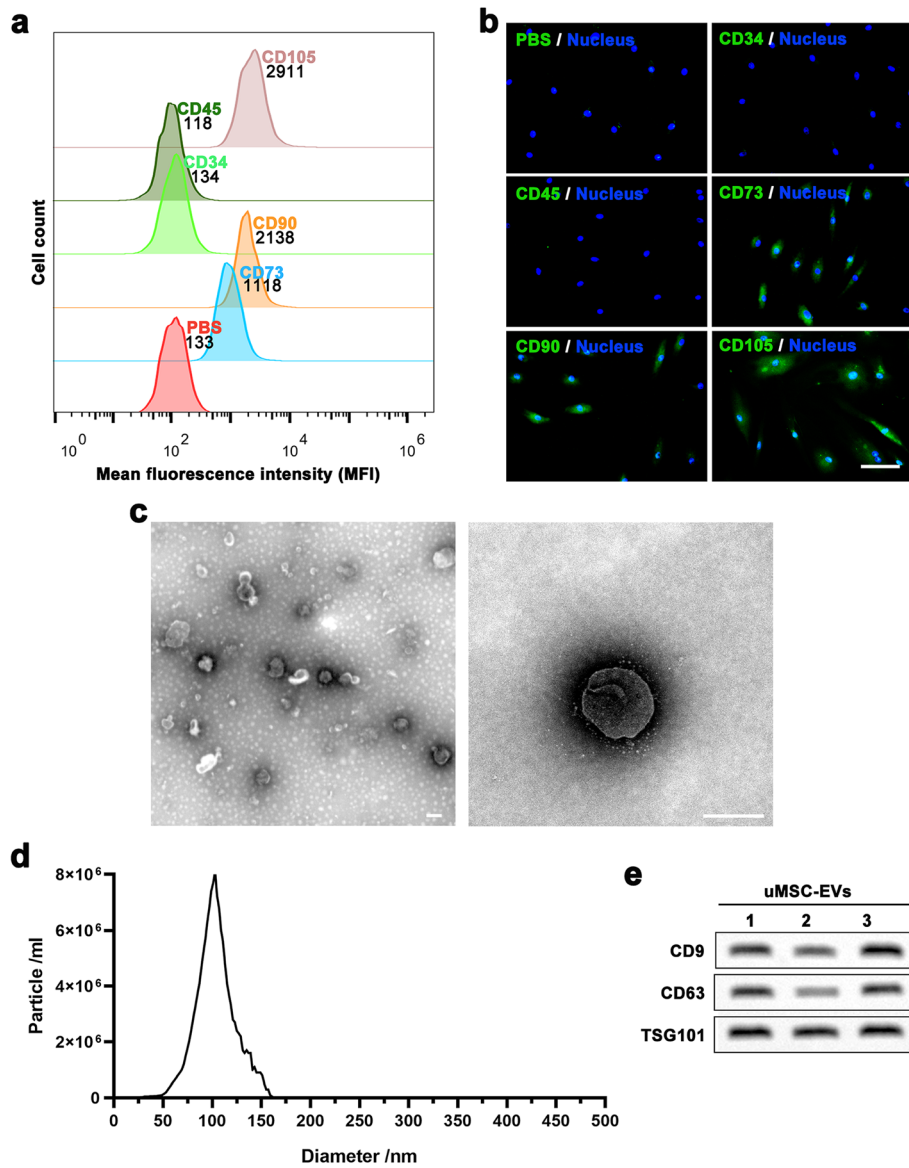 a
CD105
2911
CD45
118
CD34
134
CD90
2138
CD73
1118
PBS
133
Cell count
10^0 10^2 10^4 10^6
Mean fluorescence intensity (MFI)
b
PBS / Nucleus
CD34 / Nucleus
CD45 / Nucleus
CD73 / Nucleus
CD90 / Nucleus
CD105 / Nucleus
c
d
8×10^6
6×10^6
4×10^6
2×10^6
0
Particle /ml
0 50 100 150 200 250 300 350 400 450 500
Diameter /nm
e
uMSC-EVs
1 2 3
CD9
CD63
TSG101